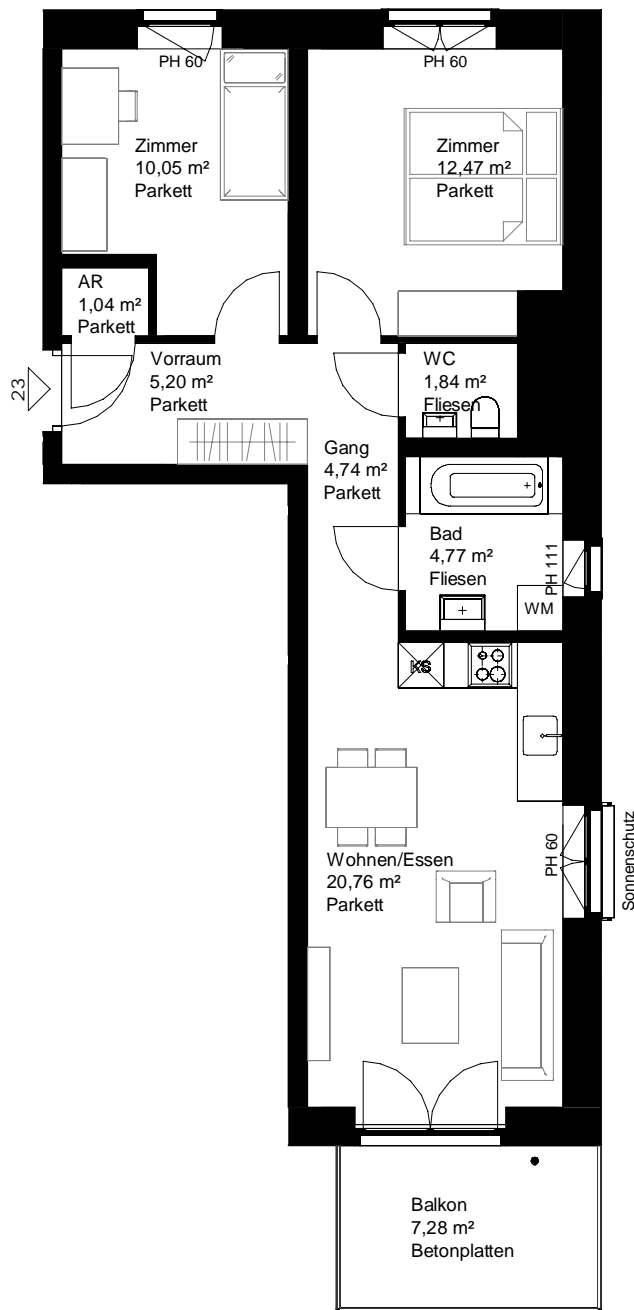 PH 60
PH 60
Zimmer
10,05 m²
Parkett
Zimmer
12,47 m²
Parkett
AR
1,04 m²
Parkett
Vorraum
5,20 m²
Parkett
WC
1,84 m²
Fliesen
23
Gang
4,74 m²
Parkett
Bad
4,77 m²
Fliesen
PH 111
WM
KS
PH 60
Sonnenschutz
Wohnen/Essen
20,76 m²
Parkett
Balkon
7,28 m²
Betonplatten